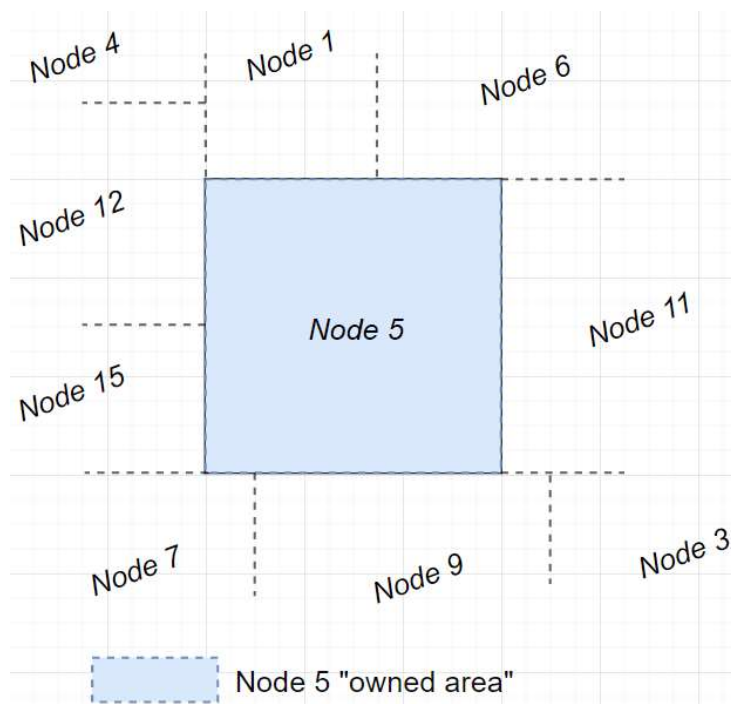 Node 4
Node 1
Node 6
Node 12
Node 5
Node 11
Node 15
Node 7
Node 9
Node 3
Node 5 "owned area"